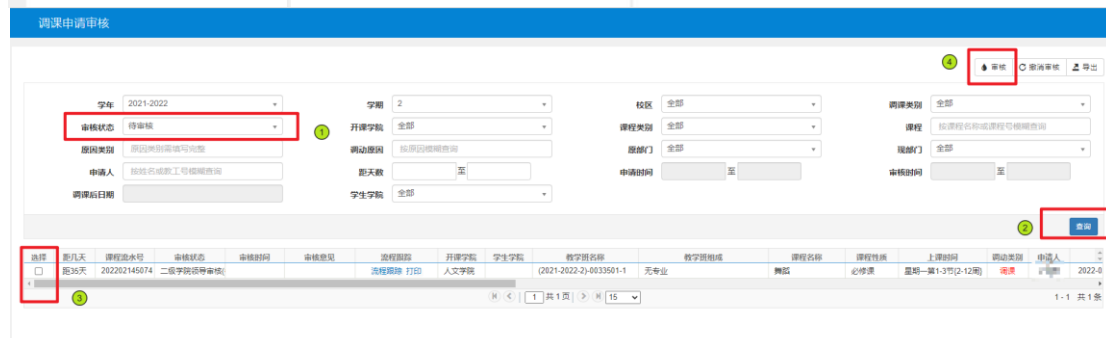 调课申请审核
④ 审核 撤消审核 导出
学年 2021-2022 学期 2 校区 全部 调课类别 全部
审核状态 待审核 ① 开课学院 全部 课程类别 全部 课程 按课程名称或课程号模糊查询
原因类别 原因类别需填写完整 调动原因 按原因模糊查询 原部门 全部 现部门 全部
申请人 按姓名或教工号模糊查询 距天数 至 申请时间 至 审核时间 至
调课后日期 学生学院 全部
② 查询
选择 距几天 课程流水号 审核状态 审核时间 审核意见 流程跟踪 开课学院 学生学院 教学班名称 教学班组成 课程名称 课程性质 上课时间 调动类别 申请人
距35天 202202145074 二级学院领导审核( 流程跟踪 打印 人文学院 (2021-2022-2)-0033501-1 无专业 舞蹈 必修课 星期一第1-3节(2-12周) 调课 2022-0
③ 1 共1页 15 1-1 共1条